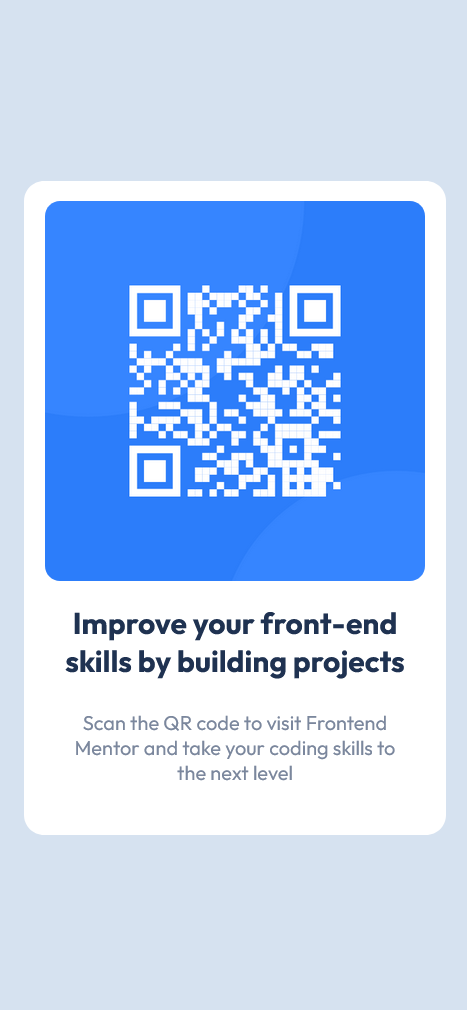 Improve your front-end
skills by building projects
Scan the QR code to visit Frontend
Mentor and take your coding skills to
the next level